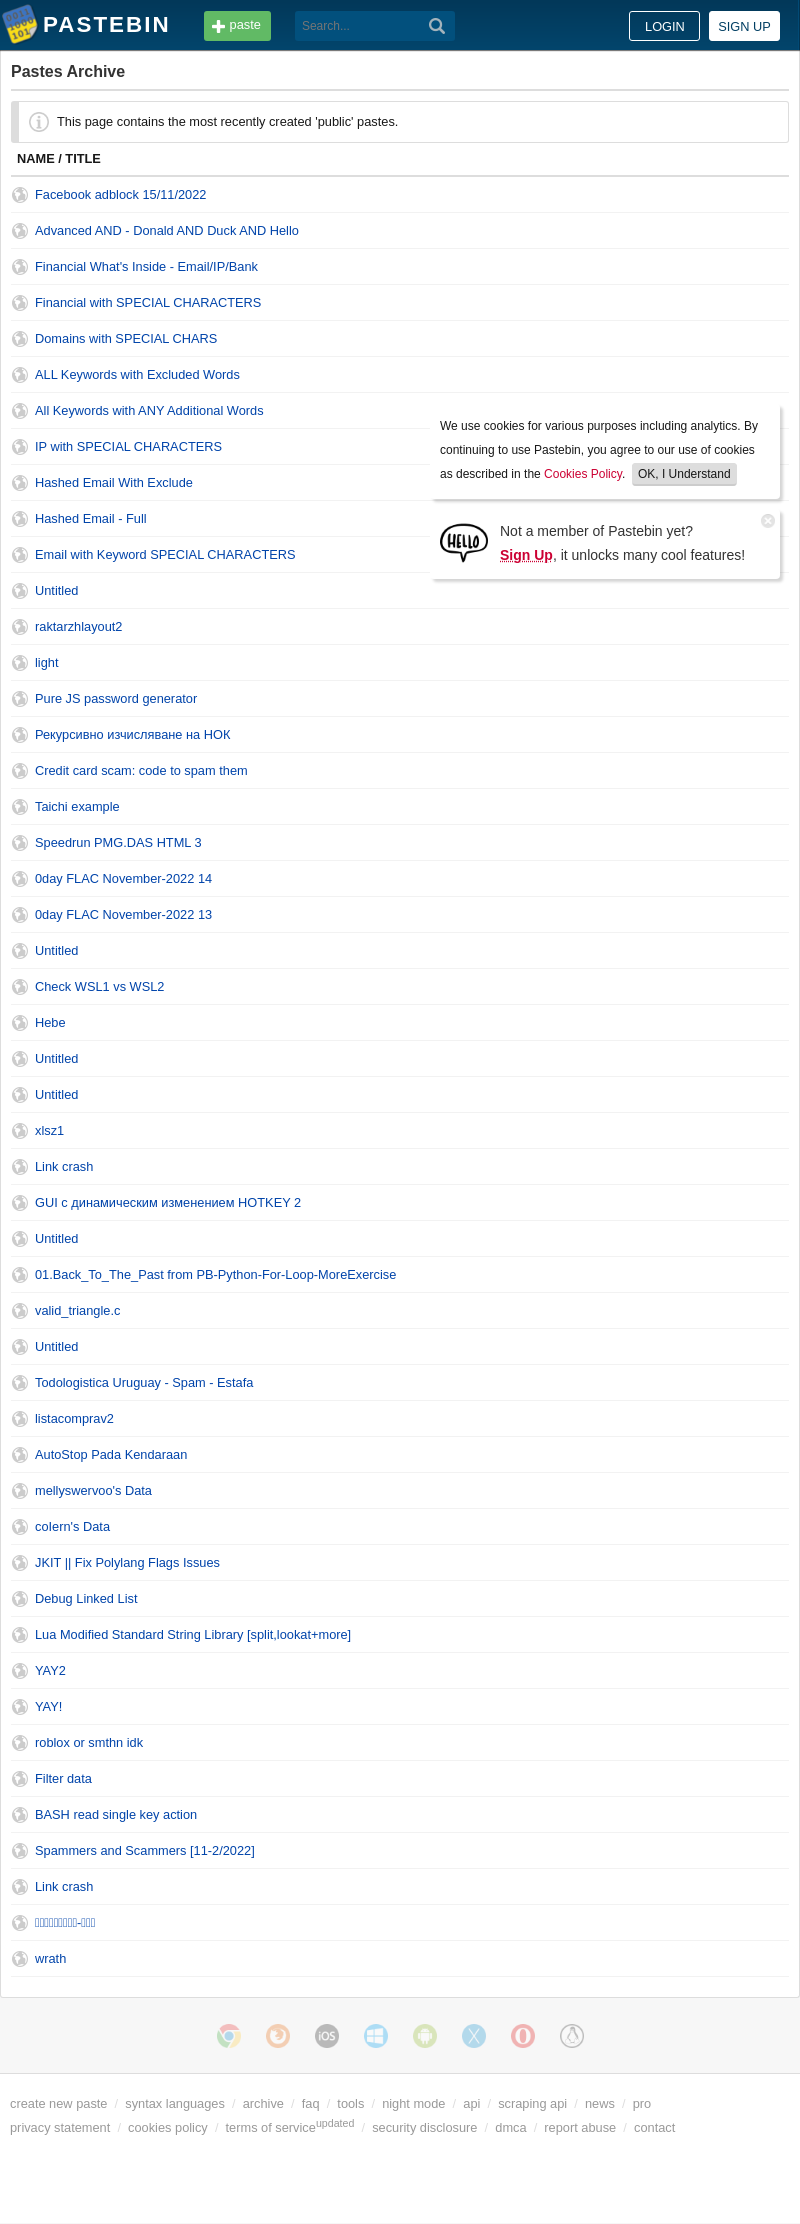 PASTEBIN
paste
Search...
LOGIN
SIGN UP
Pastes Archive
This page contains the most recently created 'public' pastes.
NAME / TITLE
Facebook adblock 15/11/2022
Advanced AND - Donald AND Duck AND Hello
Financial What's Inside - Email/IP/Bank
Financial with SPECIAL CHARACTERS
Domains with SPECIAL CHARS
ALL Keywords with Excluded Words
All Keywords with ANY Additional Words
IP with SPECIAL CHARACTERS
Hashed Email With Exclude
Hashed Email - Full
Email with Keyword SPECIAL CHARACTERS
We use cookies for various purposes including analytics. By
continuing to use Pastebin, you agree to our use of cookies
as described in the Cookies Policy. OK, I Understand
HELLO
Not a member of Pastebin yet?
Sign Up, it unlocks many cool features!
Untitled
raktarzhlayout2
light
Pure JS password generator
Рекурсивно изчисляване на НОК
Credit card scam: code to spam them
Taichi example
Speedrun PMG.DAS HTML 3
0day FLAC November-2022 14
0day FLAC November-2022 13
Untitled
Check WSL1 vs WSL2
Hebe
Untitled
Untitled
xlsz1
Link crash
GUI с динамическим изменением HOTKEY 2
Untitled
01.Back_To_The_Past from PB-Python-For-Loop-MoreExercise
valid_triangle.c
Untitled
Todologistica Uruguay - Spam - Estafa
listacomprav2
AutoStop Pada Kendaraan
mellyswervoo's Data
colern's Data
JKIT || Fix Polylang Flags Issues
Debug Linked List
Lua Modified Standard String Library [split,lookat+more]
YAY2
YAY!
roblox or smthn idk
Filter data
BASH read single key action
Spammers and Scammers [11-2/2022]
Link crash
wrath
iOS
create new paste / syntax languages / archive / faq / tools / night mode / api / scraping api / news / pro
privacy statement / cookies policy / terms of serviceupdated / security disclosure / dmca / report abuse / contact